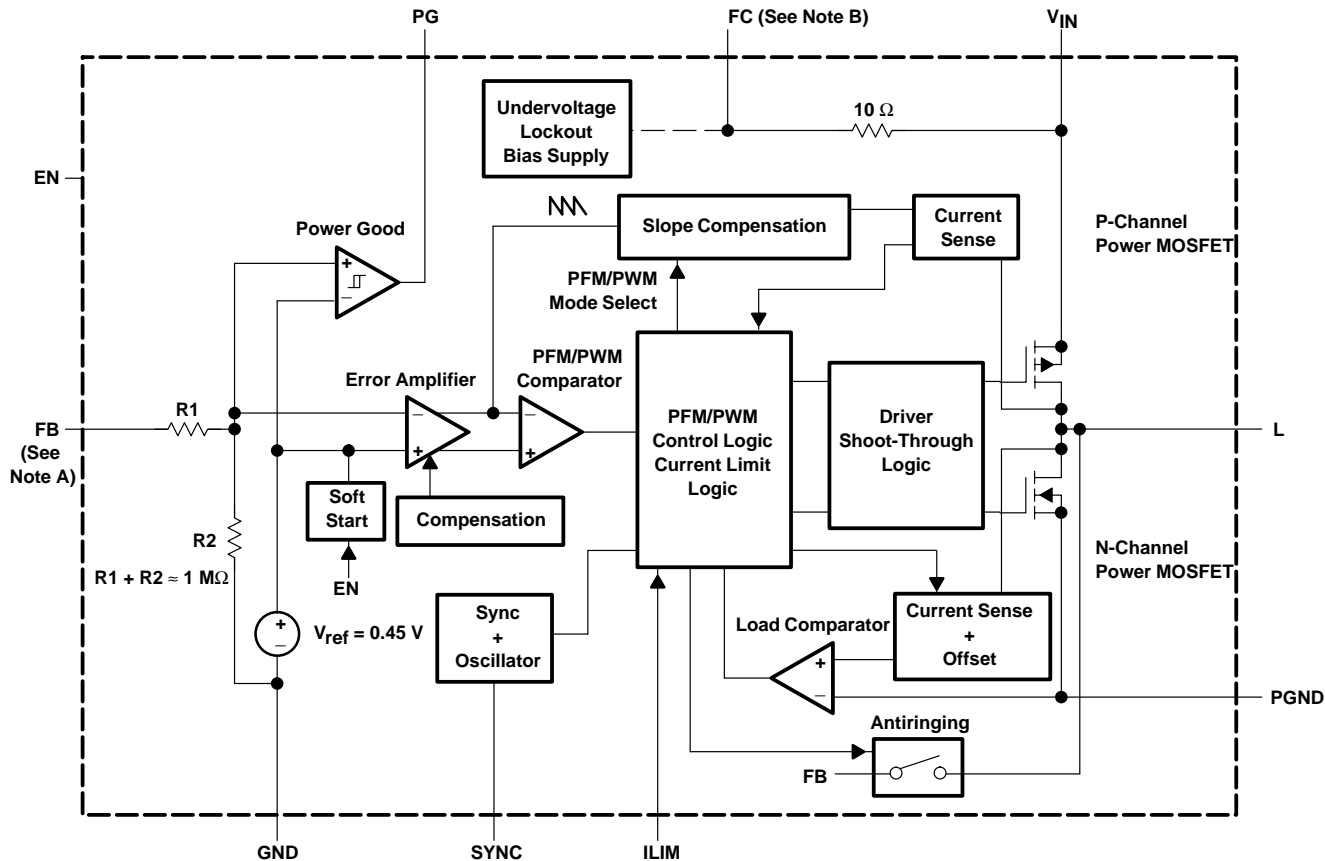 PG
FC (See Note B)
VIN
Undervoltage
Lockout
Bias Supply
10 Ω
EN
Power Good
Slope Compensation
Current
Sense
P-Channel
Power MOSFET
PFM/PWM
Mode Select
+
_
Error Amplifier
PFM/PWM
Comparator
R1
FB
(See
Note A)
_
+
_
+
PFM/PWM
Control Logic
Current Limit
Logic
Driver
Shoot-Through
Logic
L
Soft
Start
Compensation
R2
R1 + R2 ≈ 1 MΩ
EN
N-Channel
Power MOSFET
+
–
Vref = 0.45 V
Sync
+
Oscillator
Load Comparator
Current Sense
+
Offset
+
–
PGND
Antiringing
FB
GND
SYNC
ILIM